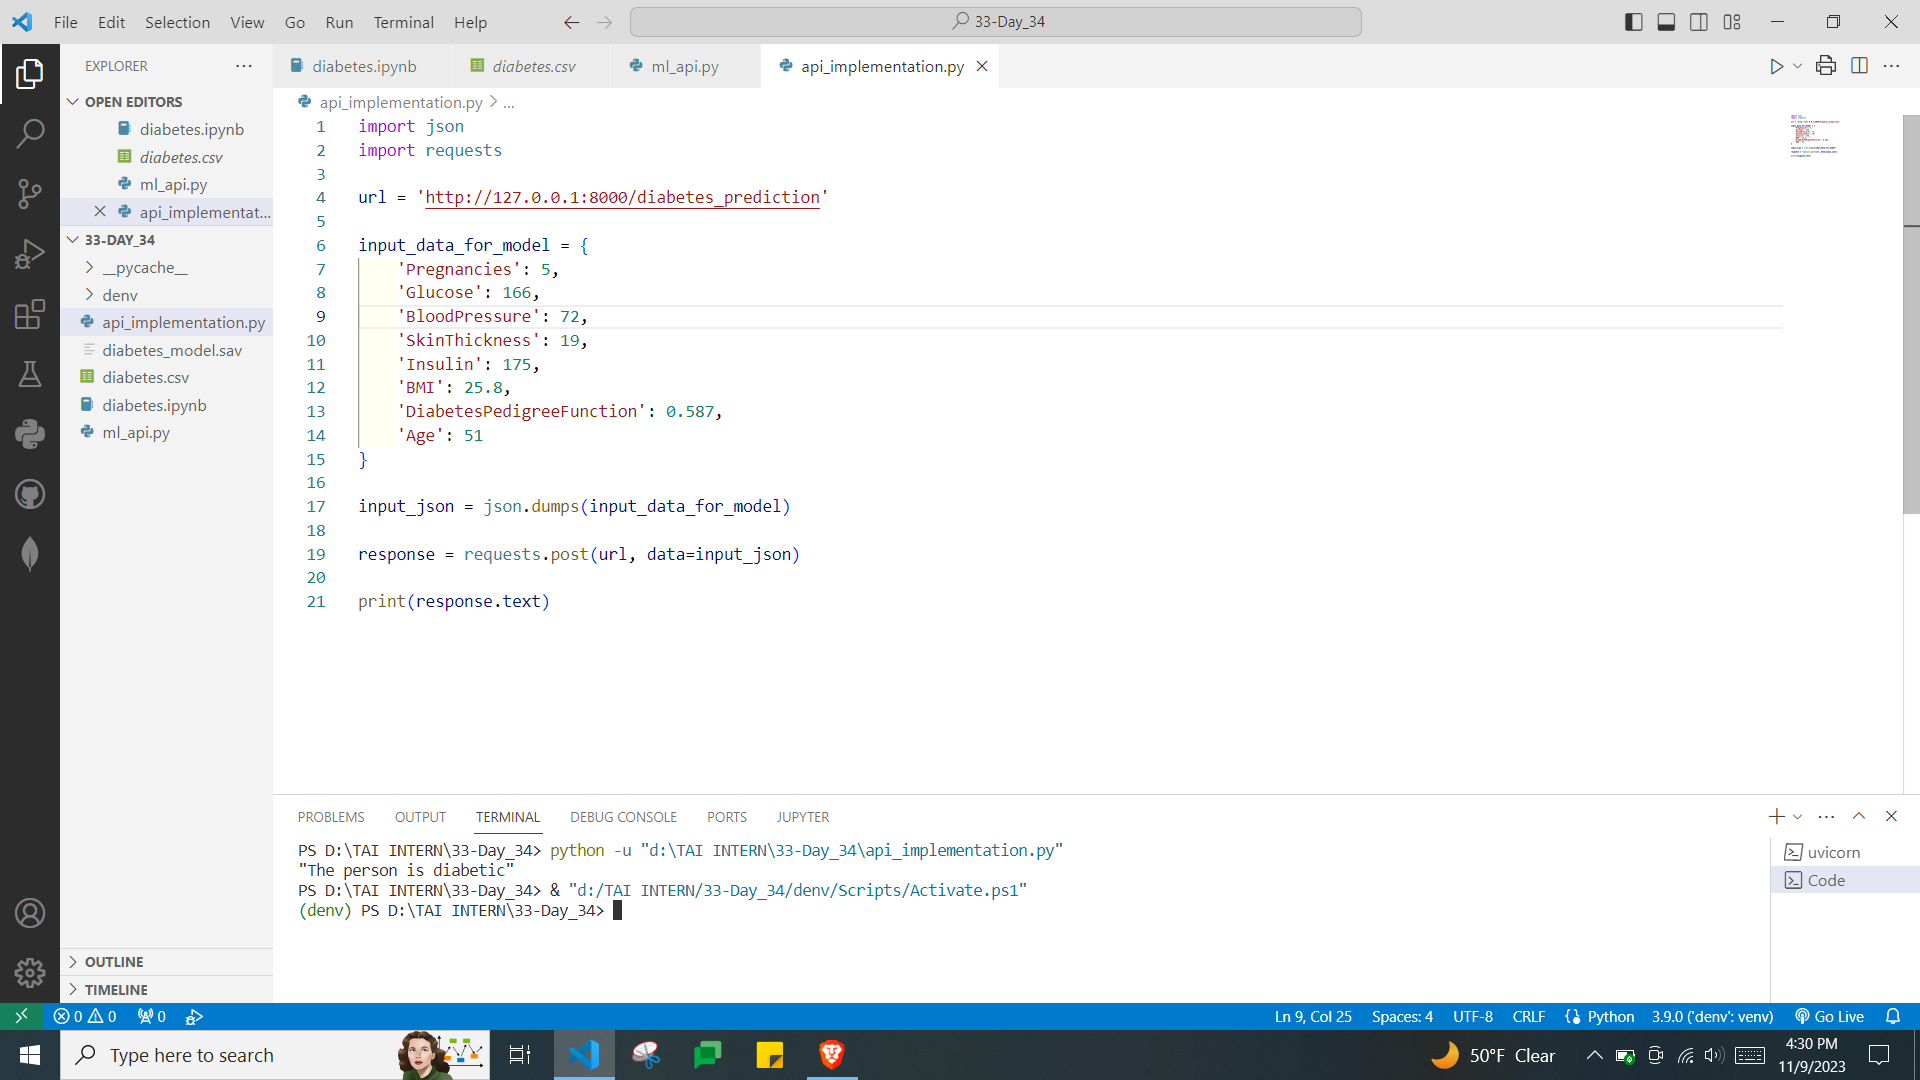 File Edit Selection View Go Run Terminal Help
33-Day_34
EXPLORER
OPEN EDITORS
diabetes.ipynb
diabetes.csv
ml_api.py
api_implementat...
33-DAY_34
__pycache__
denv
api_implementation.py
diabetes_model.sav
diabetes.csv
diabetes.ipynb
ml_api.py
OUTLINE
TIMELINE
diabetes.ipynb diabetes.csv ml_api.py api_implementation.py
api_implementation.py > ...
1 import json
2 import requests
3
4 url = 'http://127.0.0.1:8000/diabetes_prediction'
5
6 input_data_for_model = {
7 'Pregnancies': 5,
8 'Glucose': 166,
9 'BloodPressure': 72,
10 'SkinThickness': 19,
11 'Insulin': 175,
12 'BMI': 25.8,
13 'DiabetesPedigreeFunction': 0.587,
14 'Age': 51
15 }
16
17 input_json = json.dumps(input_data_for_model)
18
19 response = requests.post(url, data=input_json)
20
21 print(response.text)
PROBLEMS OUTPUT TERMINAL DEBUG CONSOLE PORTS JUPYTER
PS D:\TAI INTERN\33-Day_34> python -u "d:\TAI INTERN\33-Day_34\api_implementation.py"
"The person is diabetic"
PS D:\TAI INTERN\33-Day_34> & "d:/TAI INTERN/33-Day_34/denv/Scripts/Activate.ps1"
(denv) PS D:\TAI INTERN\33-Day_34>
uvicorn
Code
0 0 0 Ln 9, Col 25 Spaces: 4 UTF-8 CRLF Python 3.9.0 ('denv': venv) Go Live
Type here to search
50°F Clear
4:30 PM
11/9/2023